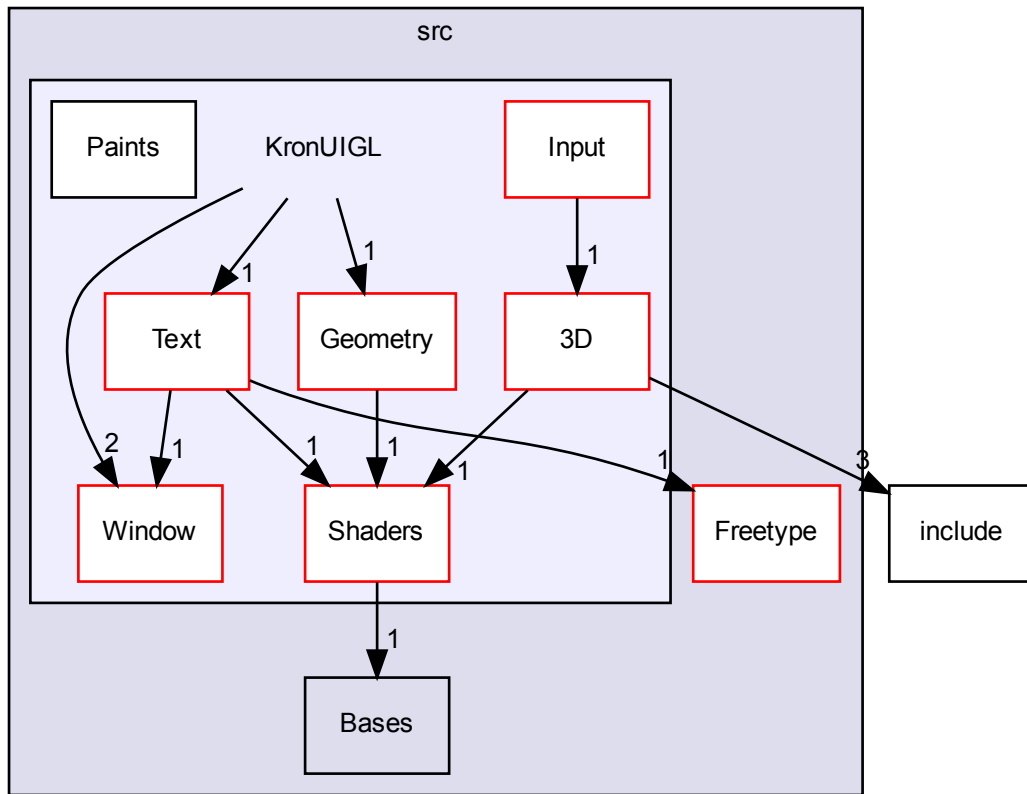 src
Paints
KronUIGL
Input
1
1
1
Text
Geometry
3D
2
1
1
1
1
1
3
Window
Shaders
Freetype
include
1
Bases